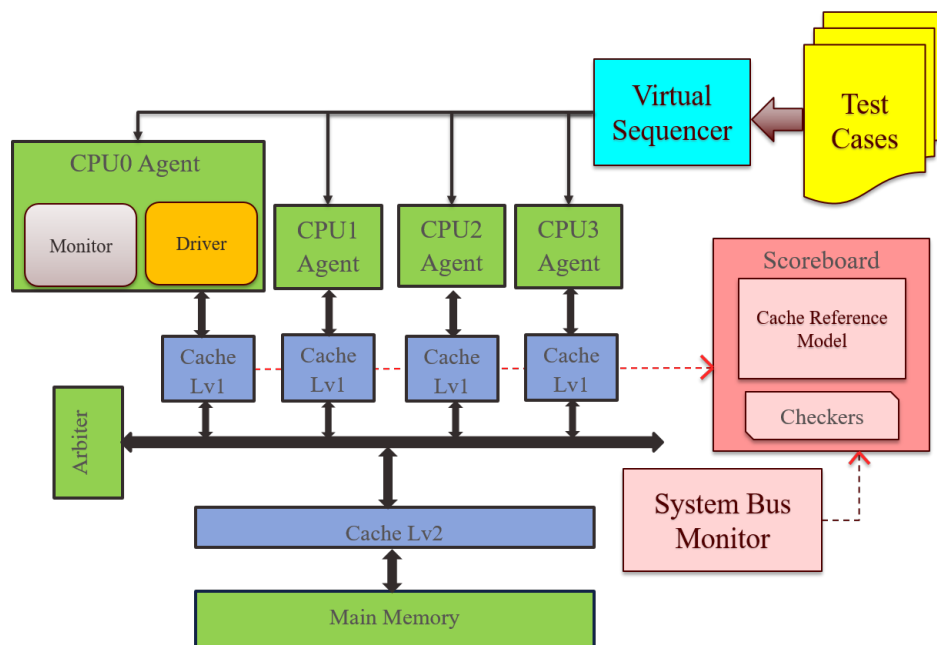 Virtual
Sequencer
Test
Cases
CPU0 Agent
Monitor
Driver
CPU1
Agent
CPU2
Agent
CPU3
Agent
Scoreboard
Cache Reference
Model
Checkers
Cache
Lv1
Cache
Lv1
Cache
Lv1
Cache
Lv1
Arbiter
System Bus
Monitor
Cache Lv2
Main Memory